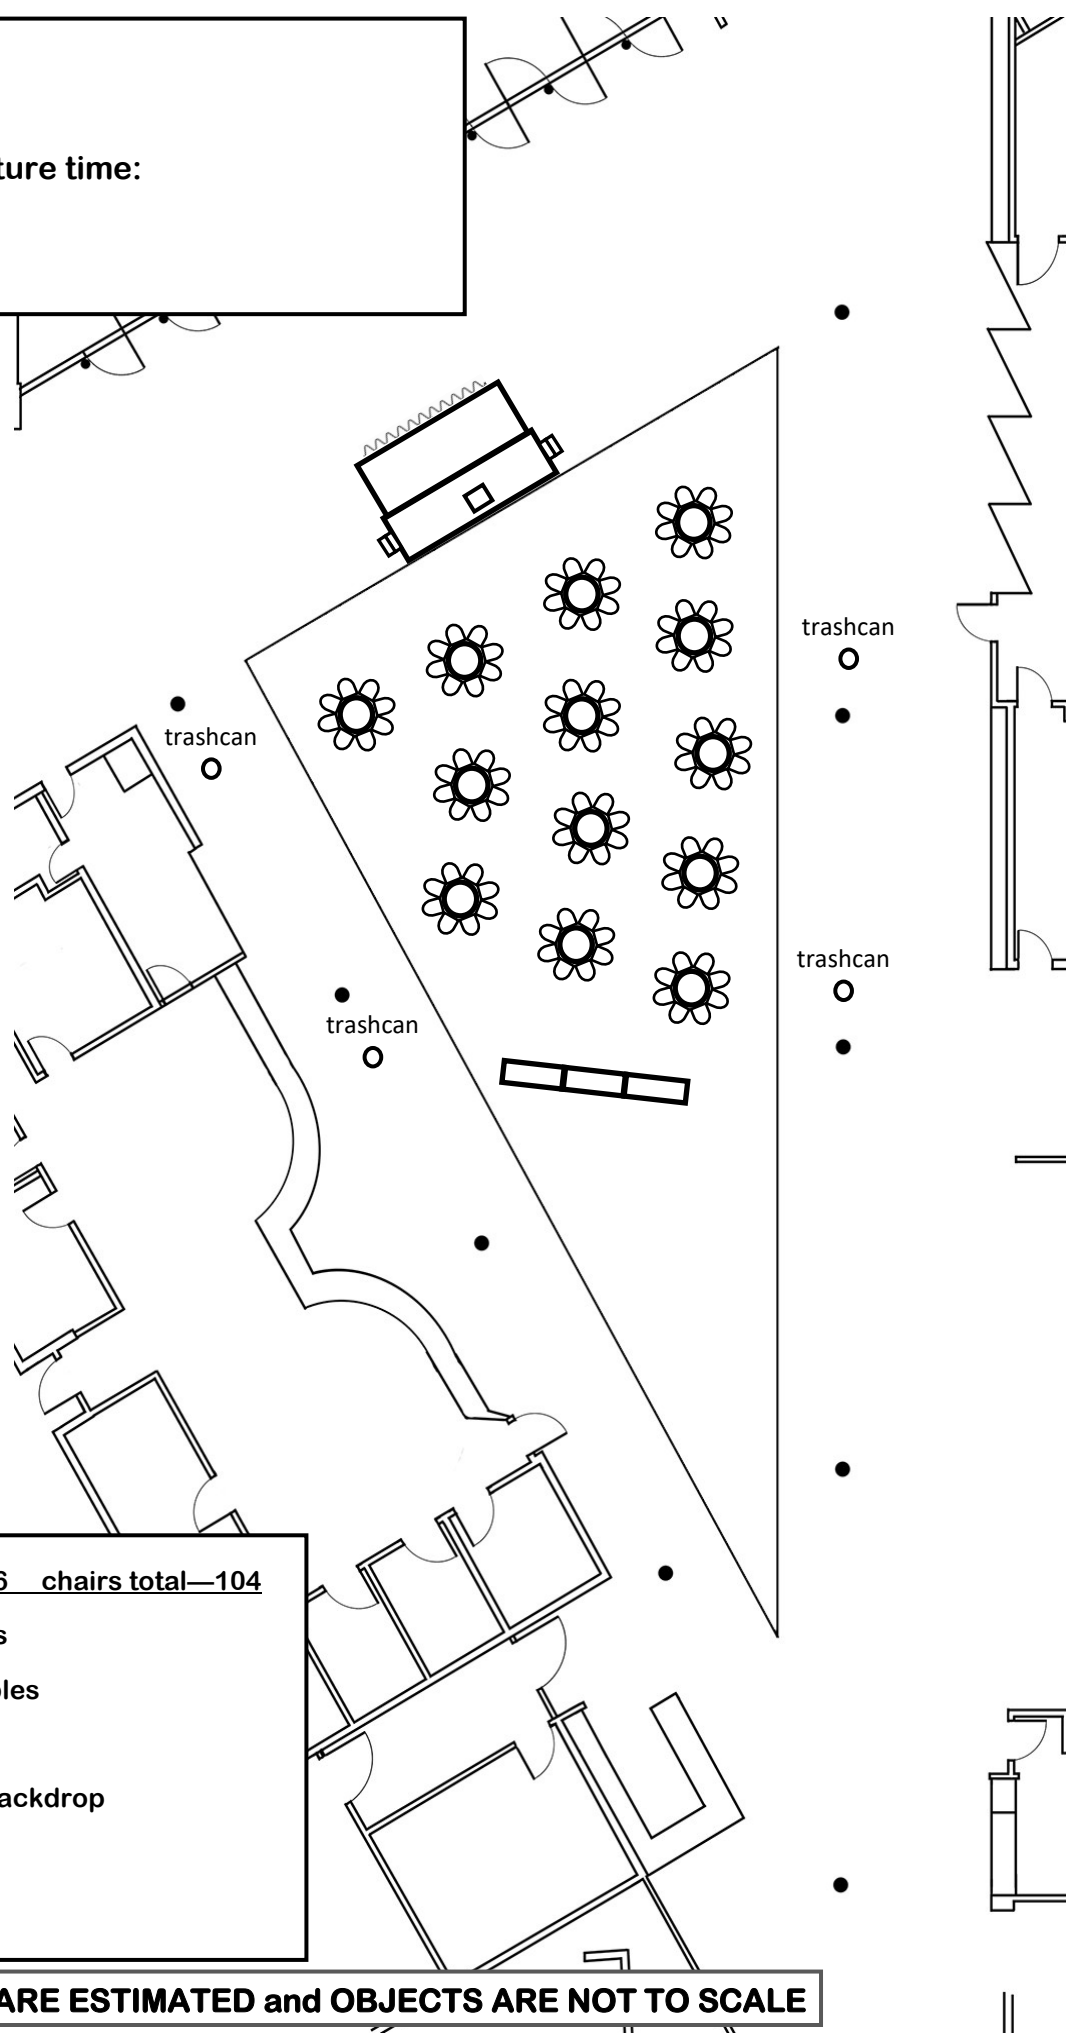 ture time:
trashcan
trashcan
trashcan
trashcan
6 chairs total—104
s
les
ackdrop
ARE ESTIMATED and OBJECTS ARE NOT TO SCALE